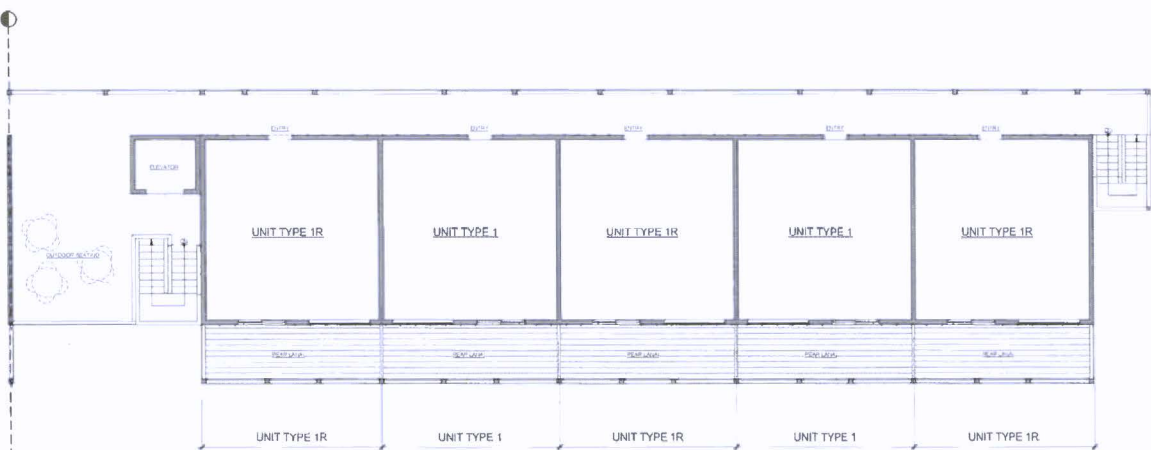 ENTRY ENTRY ENTRY ENTRY ENTRY
ELEVATOR
UNIT TYPE 1R UNIT TYPE 1 UNIT TYPE 1R UNIT TYPE 1 UNIT TYPE 1R
OUTDOOR SEATING
REAR LANAI REAR LANAI REAR LANAI REAR LANAI REAR LANAI
UNIT TYPE 1R UNIT TYPE 1 UNIT TYPE 1R UNIT TYPE 1 UNIT TYPE 1R